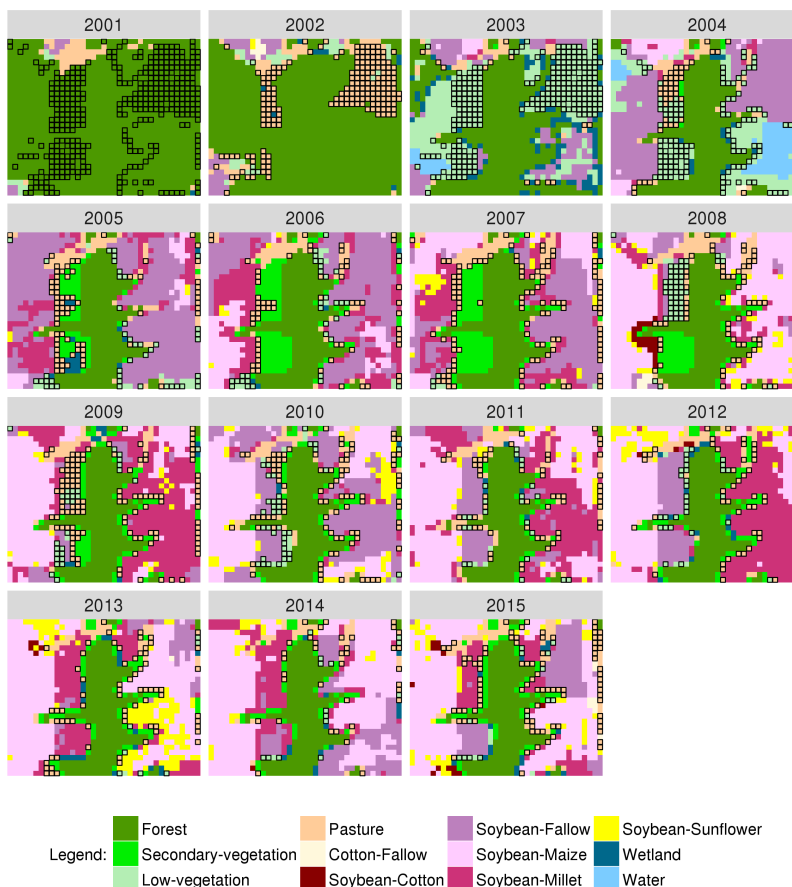 2001 2002 2003 2004
2005 2006 2007 2008
2009 2010 2011 2012
2013 2014 2015
Forest Pasture Soybean-Fallow Soybean-Sunflower
Legend: Secondary-vegetation Cotton-Fallow Soybean-Maize Wetland
Low-vegetation Soybean-Cotton Soybean-Millet Water